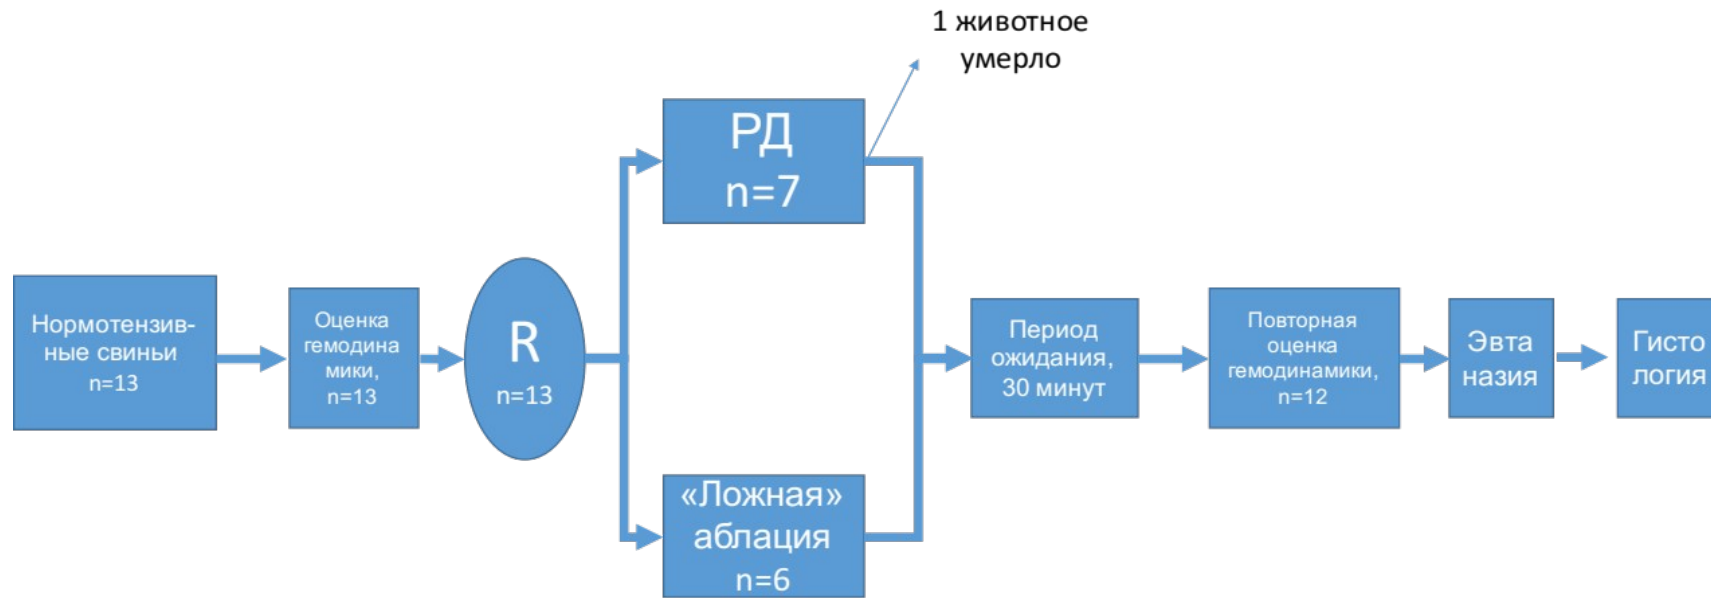 1 животное
умерло
РД
n=7
Нормотензив-
ные свиньи
n=13
Оценка
гемодина
мики,
n=13
R
n=13
«Ложная»
аблация
n=6
Период
ожидания,
30 минут
Повторная
оценка
гемодинамики,
n=12
Эвта
назия
Гисто
логия